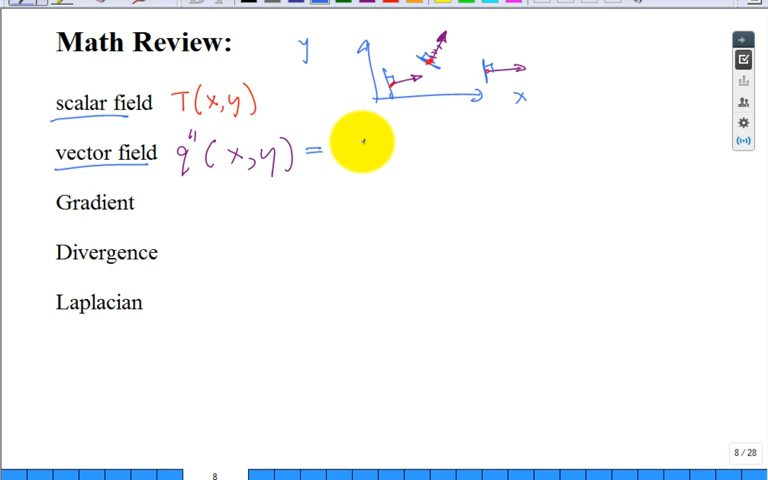 Math Review:
y
x
scalar field T(x,y)
vector field q"(x,y) =
Gradient
Divergence
Laplacian
8 / 28
8